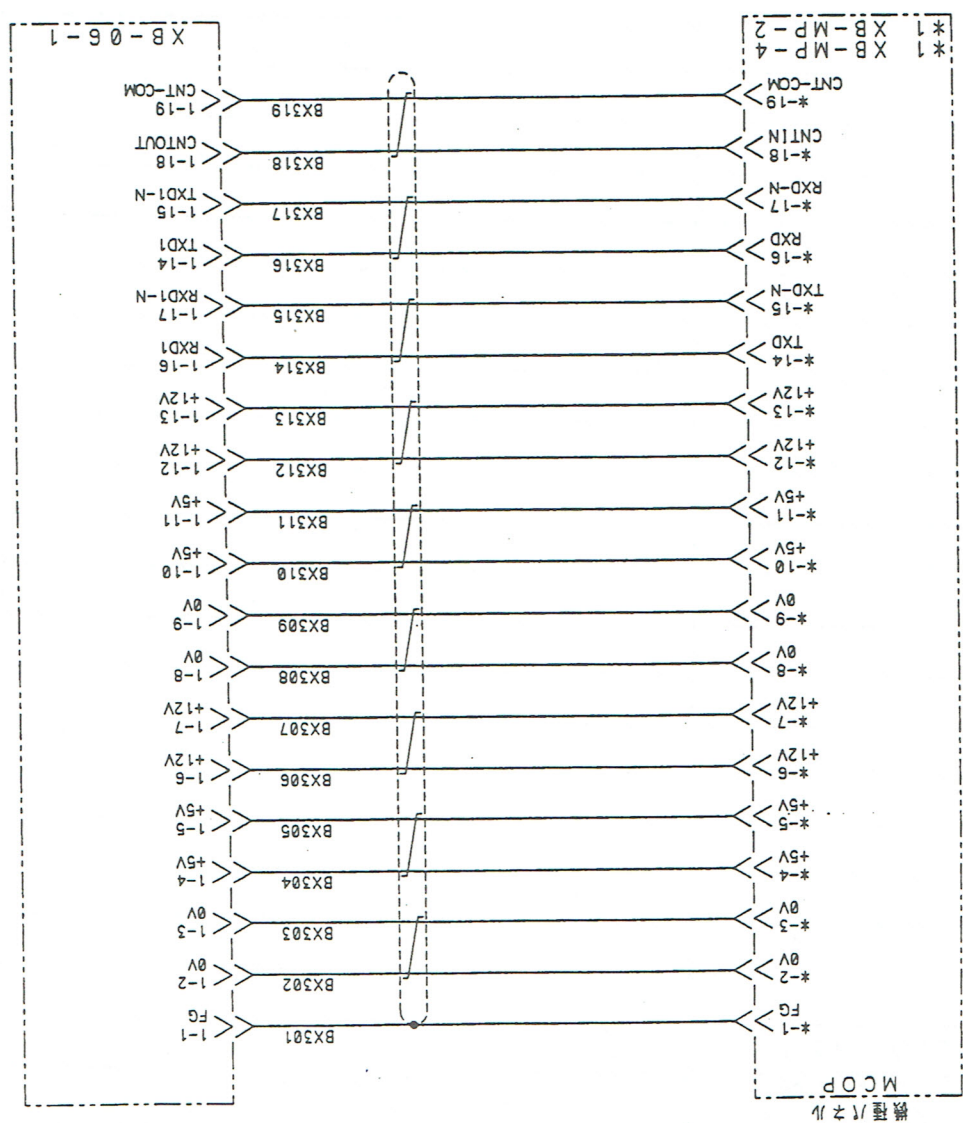 機種パネル
MCOP
*-1 BX301 1-1
FG FG
*-2 BX302 1-2
0V 0V
*-3 BX303 1-3
0V 0V
*-4 BX304 1-4
+5V +5V
*-5 BX305 1-5
+5V +5V
*-6 BX306 1-6
+12V +12V
*-7 BX307 1-7
+12V +12V
*-8 BX308 1-8
0V 0V
*-9 BX309 1-9
0V 0V
*-10 BX310 1-10
+5V +5V
*-11 BX311 1-11
+5V +5V
*-12 BX312 1-12
+12V +12V
*-13 BX313 1-13
+12V +12V
*-14 BX314 1-16
TXD RXD1
*-15 BX315 1-17
TXD-N RXD1-N
*-16 BX316 1-14
RXD TXD1
*-17 BX317 1-15
RXD-N TXD1-N
*-18 BX318 1-18
CNTIN CNTOUT
*-19 BX319 1-19
CNT-COM CNT-COM
*1 XB-MP-4
*1 XB-MP-2 XB-06-1